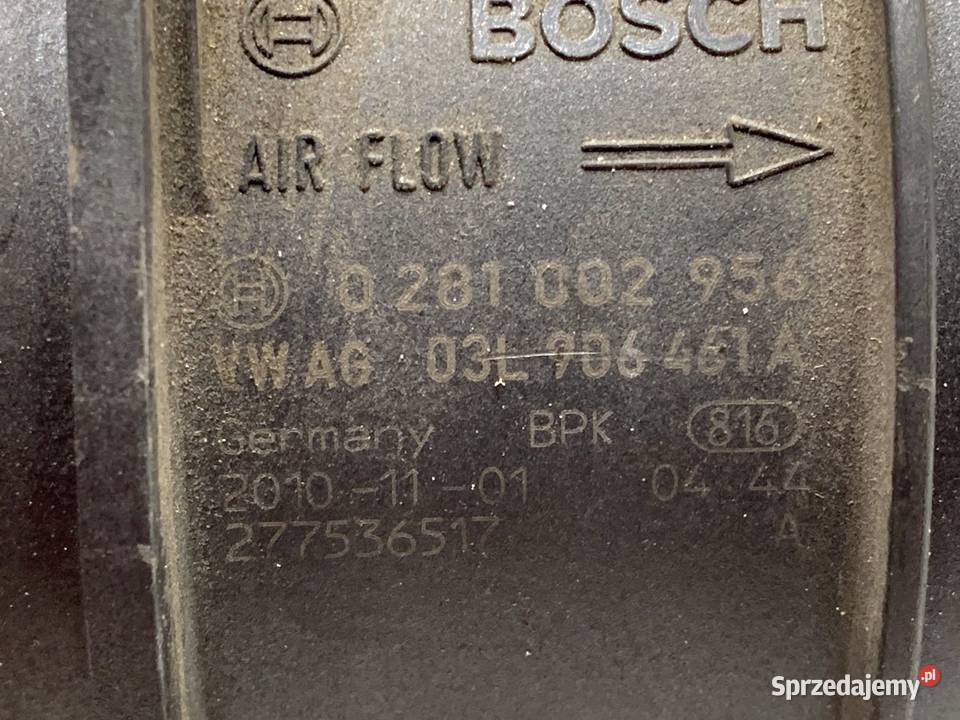 BOSCH
AIR FLOW
0 281 002 956
VW AG 03L 906 461 A
Germany BPK 816
2010-11-01 04 44
277536517 A
Sprzedajemy.pl